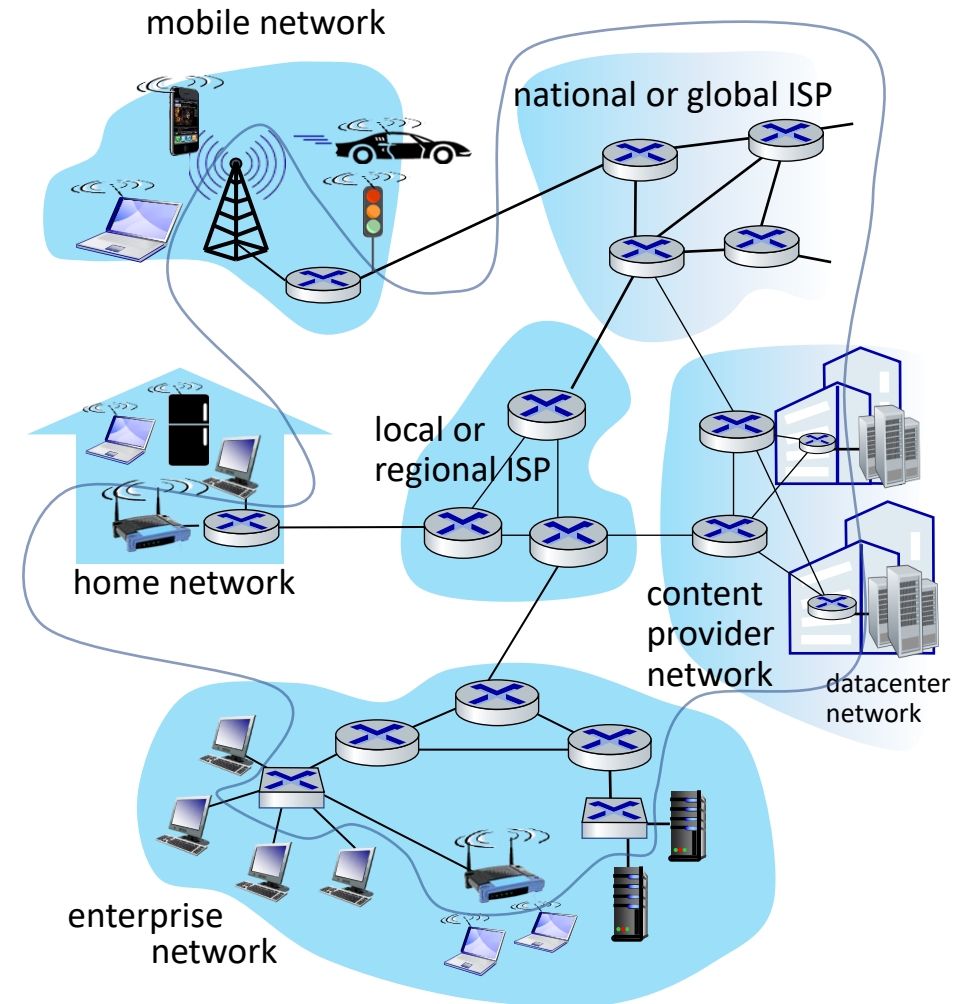 mobile network
national or global ISP
local or
regional ISP
home network
content
provider
network
datacenter
network
enterprise
network